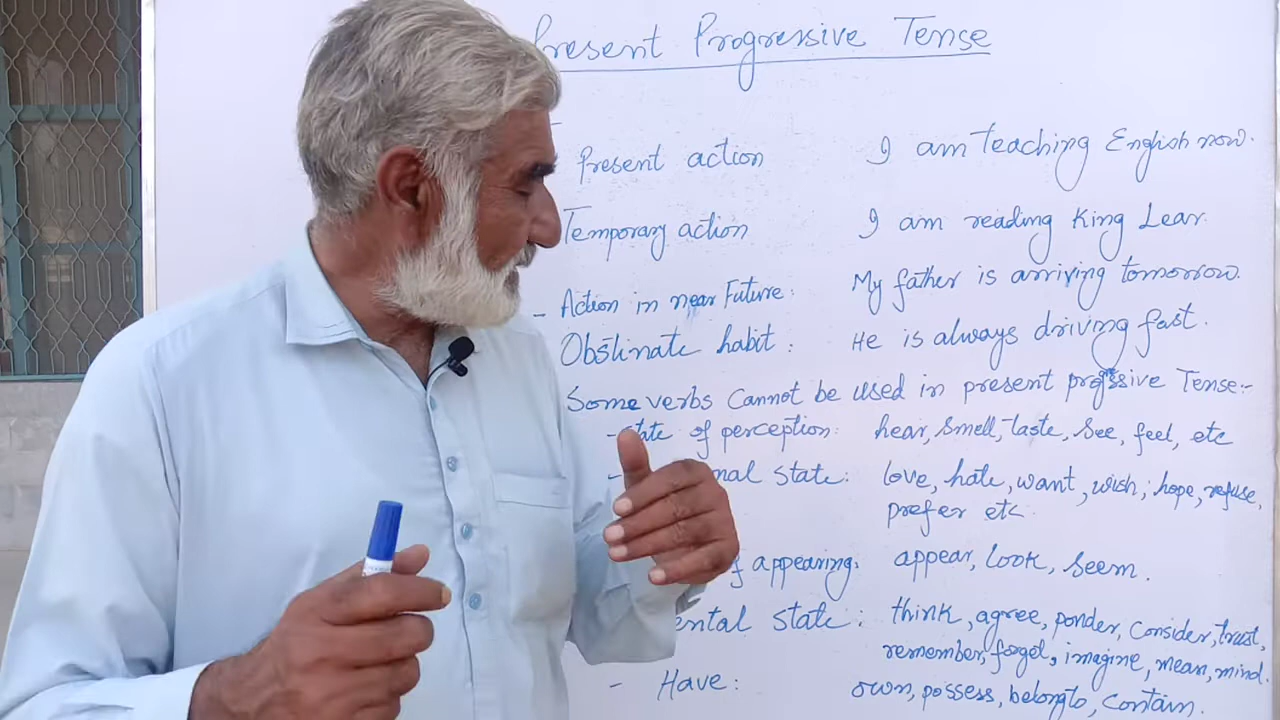 Present Progressive Tense
Present action I am teaching English now.
Temporary action I am reading King Lear.
- Action in near Future: My father is arriving tomorrow.
Obstinate habit : He is always driving fast.
Some verbs Cannot be used in present progssive Tense:-
- State of perception: hear, Smell, taste, See, feel, etc
- nal state: love, hate, want, wish, hope, refuse,
prefer etc.
f appearing: appear, look, Seem.
ental state: think, agree, ponder, Consider, trust,
remember, forget, imagine, mean, mind.
- Have: own, possess, belong to, Contain.